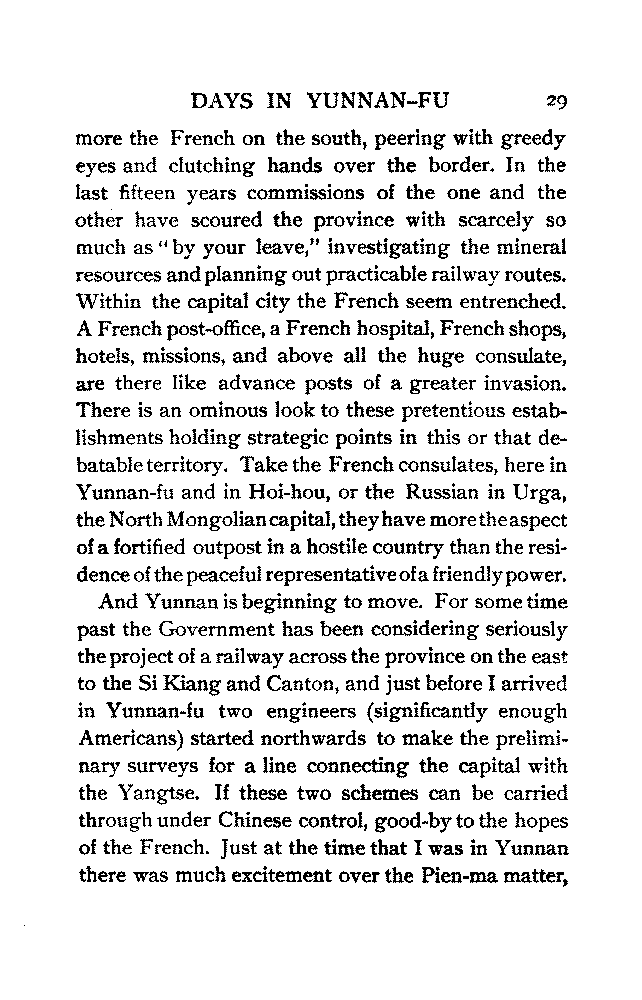 DAYS IN YUNNAN-FU 29
more the French on the south, peering with greedy
eyes and clutching hands over the border. In the
last fifteen years commissions of the one and the
other have scoured the province with scarcely so
much as "by your leave," investigating the mineral
resources and planning out practicable railway routes.
Within the capital city the French seem entrenched.
A French post-office, a French hospital, French shops,
hotels, missions, and above all the huge consulate,
are there like advance posts of a greater invasion.
There is an ominous look to these pretentious estab-
lishments holding strategic points in this or that de-
batable territory. Take the French consulates, here in
Yunnan-fu and in Hoi-hou, or the Russian in Urga,
the North Mongolian capital, they have more the aspect
of a fortified outpost in a hostile country than the resi-
dence of the peaceful representative of a friendly power.
And Yunnan is beginning to move. For some time
past the Government has been considering seriously
the project of a railway across the province on the east
to the Si Kiang and Canton, and just before I arrived
in Yunnan-fu two engineers (significantly enough
Americans) started northwards to make the prelimi-
nary surveys for a line connecting the capital with
the Yangtse. If these two schemes can be carried
through under Chinese control, good-by to the hopes
of the French. Just at the time that I was in Yunnan
there was much excitement over the Pien-ma matter,